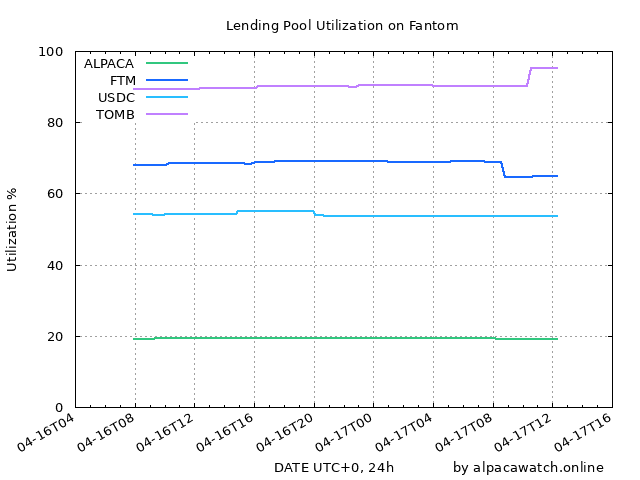 Lending Pool Utilization on Fantom
Utilization %
100
80
60
40
20
0
ALPACA
FTM
USDC
TOMB
04-16T04
04-16T08
04-16T12
04-16T16
04-16T20
04-17T00
04-17T04
04-17T08
04-17T12
04-17T16
DATE UTC+0, 24h
by alpacawatch.online